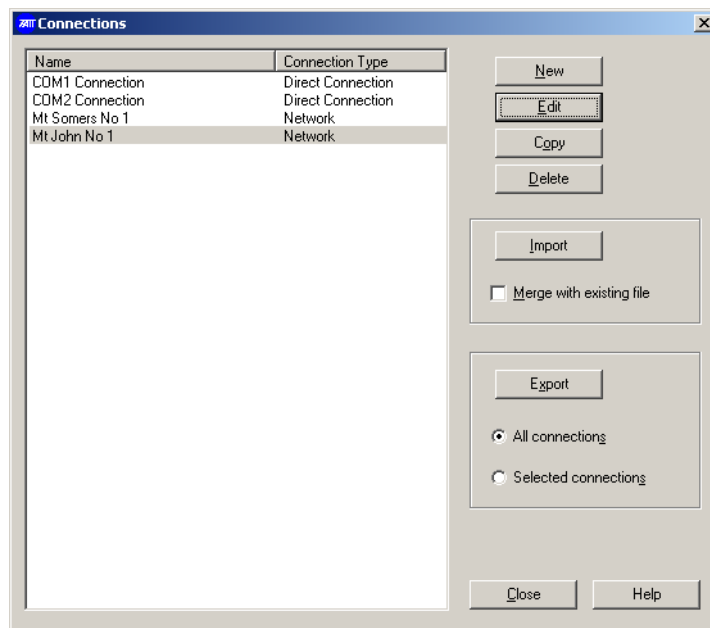 TAIT Connections
Name Connection Type
COM1 Connection Direct Connection
COM2 Connection Direct Connection
Mt Somers No 1 Network
Mt John No 1 Network
New
Edit
Copy
Delete
Import
Merge with existing file
Export
All connections
Selected connections
Close Help